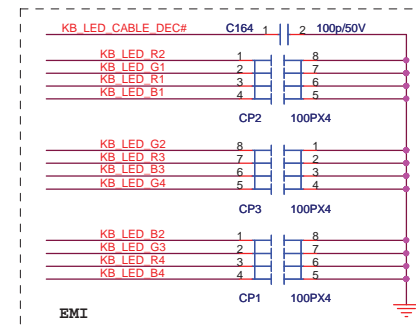 KB_LED_CABLE_DEC# C164 1 2 100p/50V
KB_LED_R2 1 8
KB_LED_G1 2 7
KB_LED_R1 3 6
KB_LED_B1 4 5
CP2 100PX4
KB_LED_G2 8 1
KB_LED_R3 7 2
KB_LED_B3 6 3
KB_LED_G4 5 4
CP3 100PX4
KB_LED_B2 1 8
KB_LED_G3 2 7
KB_LED_R4 3 6
KB_LED_B4 4 5
CP1 100PX4
EMI